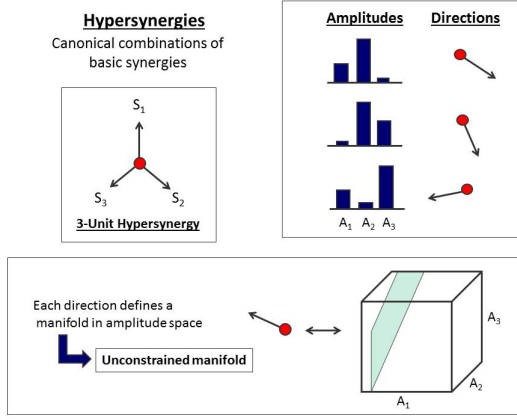 Hypersynergies
Canonical combinations of
basic synergies
S1
S3
S2
3-Unit Hypersynergy
Amplitudes
Directions
A1 A2 A3
Each direction defines a
manifold in amplitude space
Unconstrained manifold
A3
A2
A1